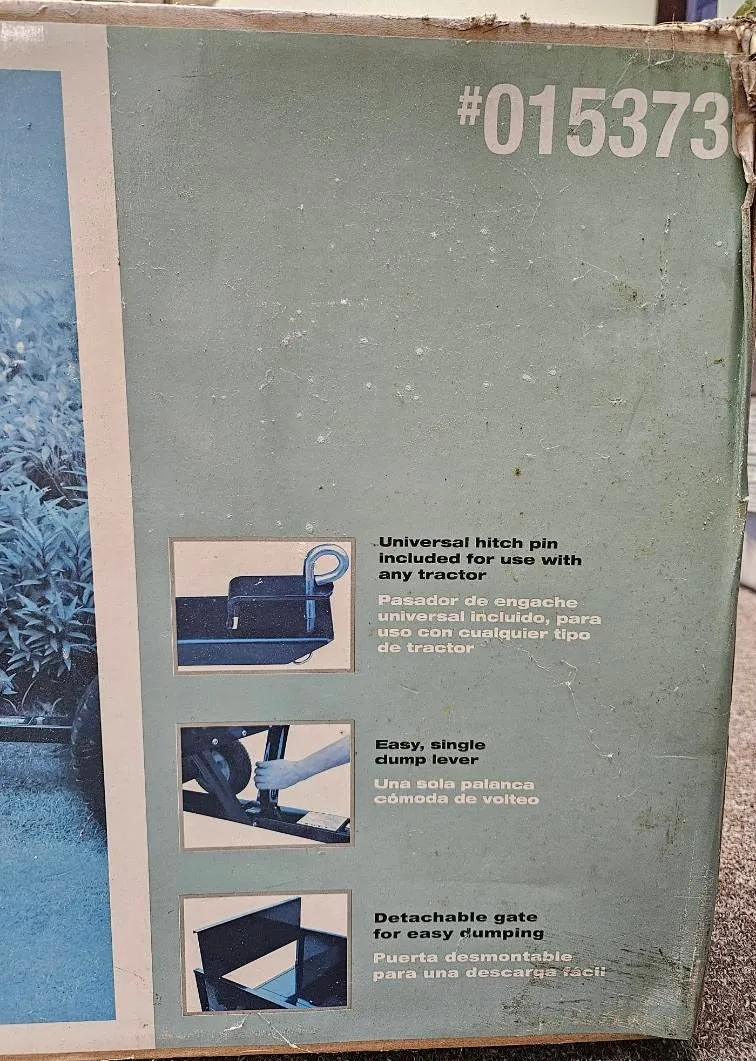 #015373
Universal hitch pin
included for use with
any tractor
Pasador de engache
universal incluido, para
uso con cualquier tipo
de tractor
Easy, single
dump lever
Una sola palanca
cómoda de volteo
Detachable gate
for easy dumping
Puerta desmontable
para una descarga fácil